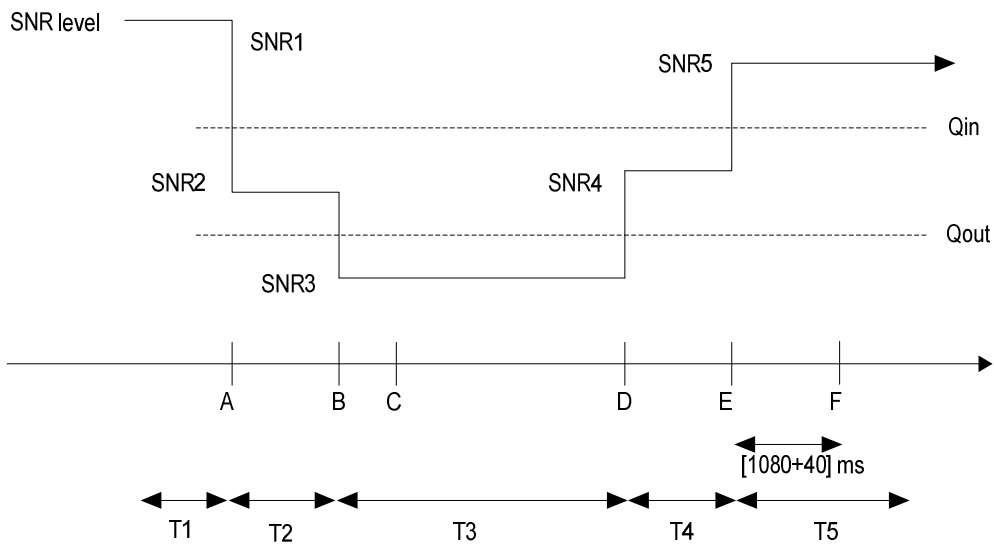 SNR level
SNR1
SNR5
Qin
SNR2
SNR4
Qout
SNR3
A B C D E F
[1080+40] ms
T1 T2 T3 T4 T5